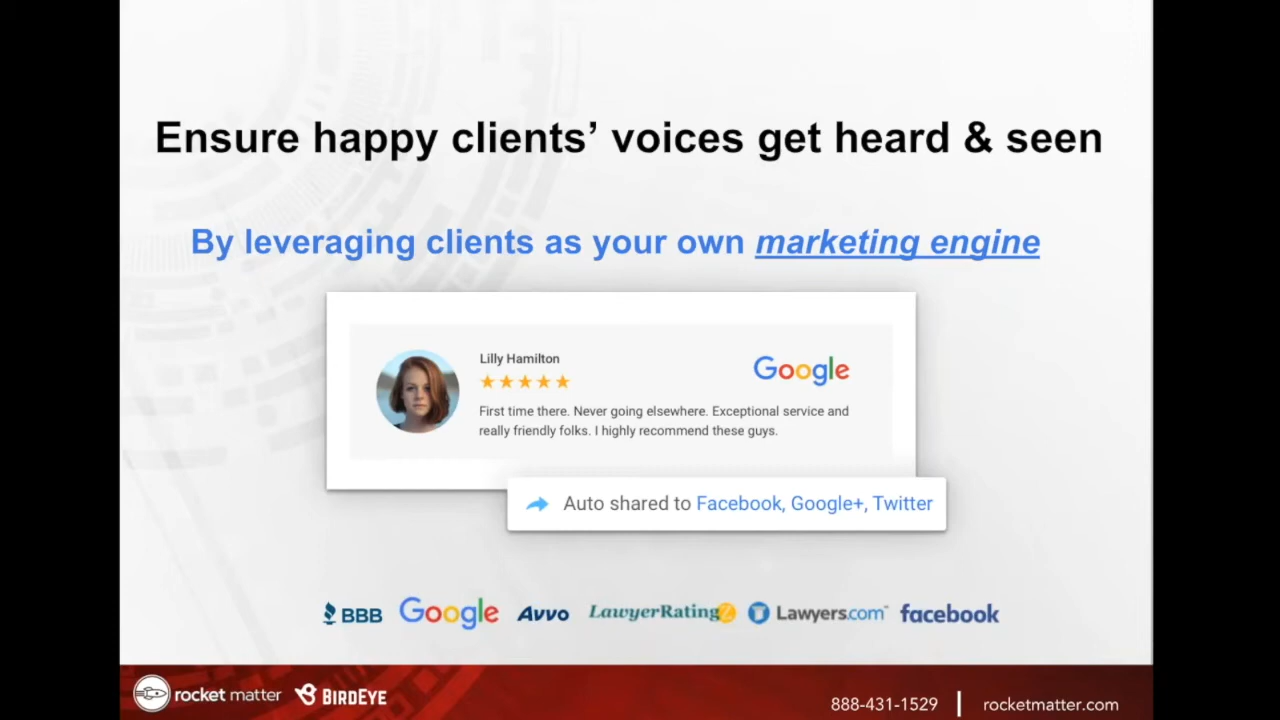 Ensure happy clients’ voices get heard & seen
By leveraging clients as your own marketing engine
Lilly Hamilton
Google
First time there. Never going elsewhere. Exceptional service and
really friendly folks. I highly recommend these guys.
Auto shared to Facebook, Google+, Twitter
BBB Google Avvo LawyerRatingz Lawyers.com™ facebook
rocket matter BIRDEYE 888-431-1529 | rocketmatter.com